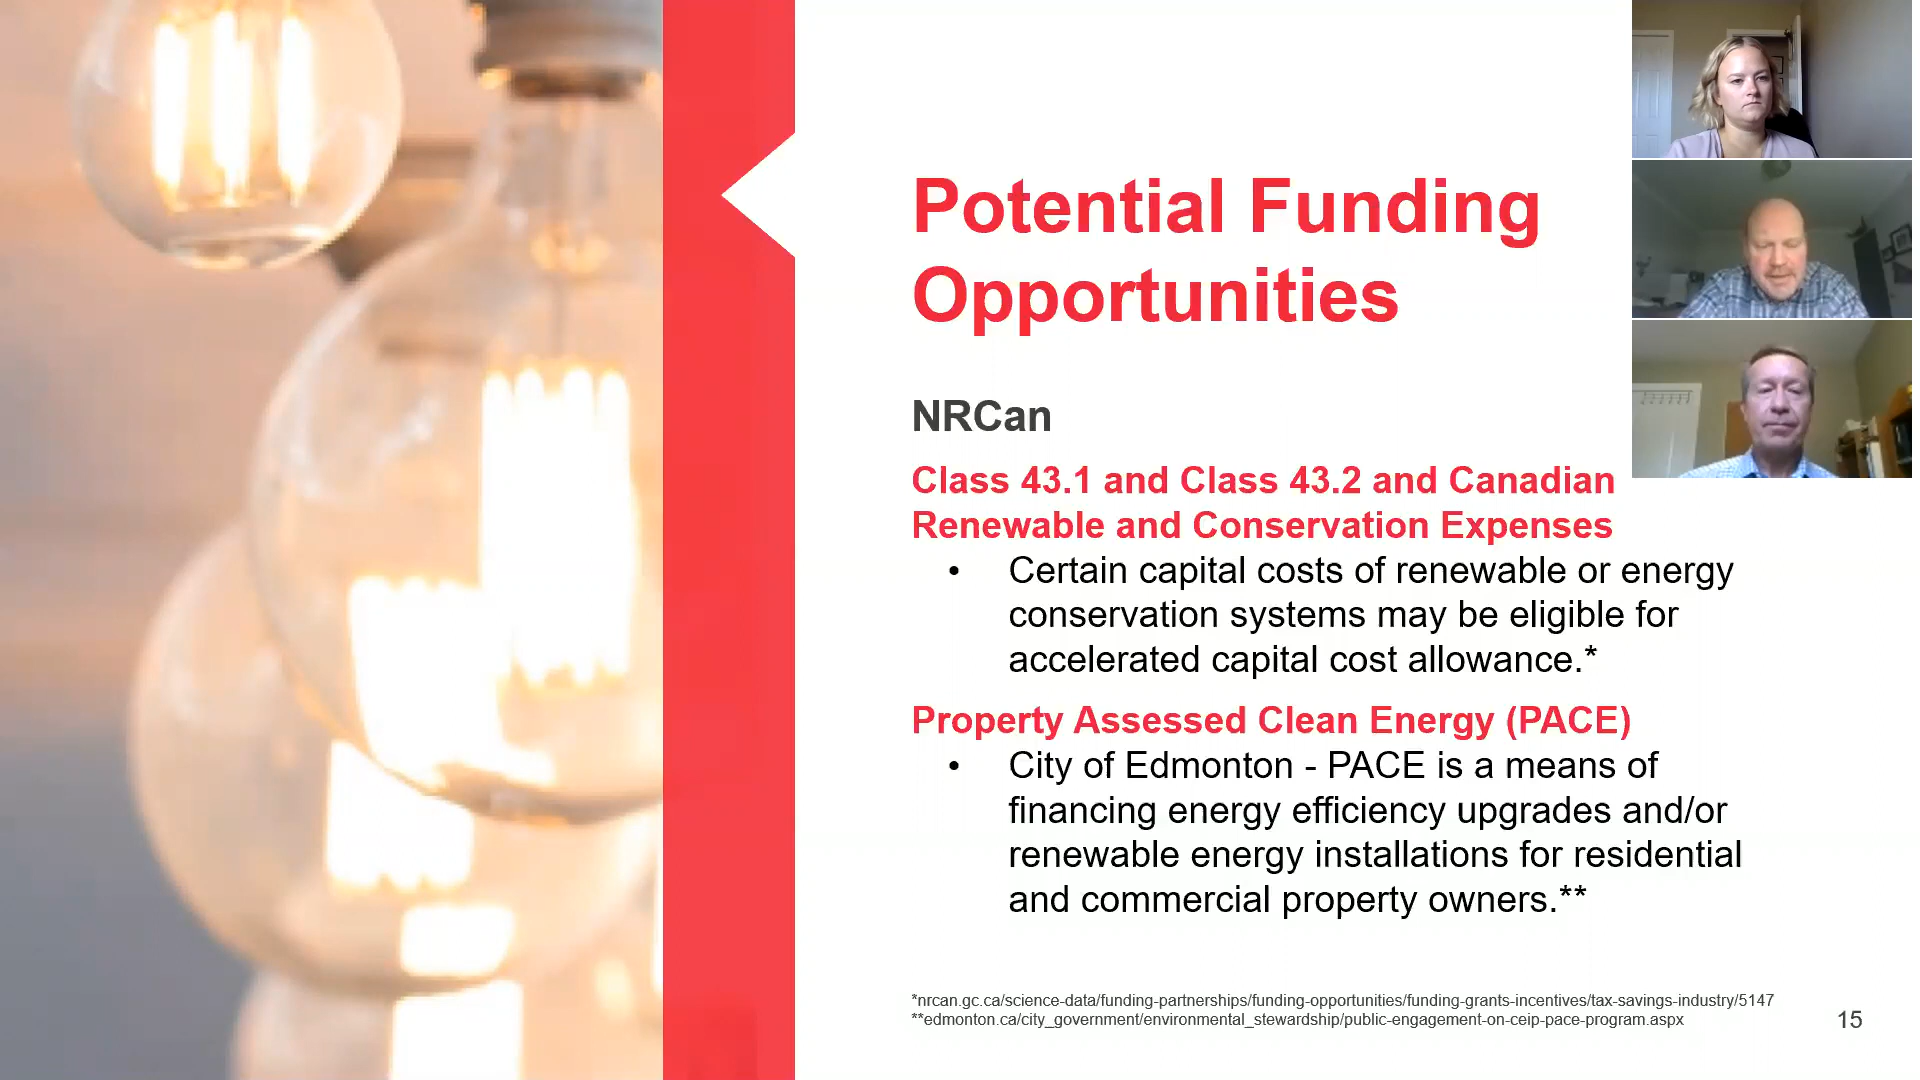 Potential Funding
Opportunities
NRCan
Class 43.1 and Class 43.2 and Canadian
Renewable and Conservation Expenses
• Certain capital costs of renewable or energy
conservation systems may be eligible for
accelerated capital cost allowance.*
Property Assessed Clean Energy (PACE)
• City of Edmonton - PACE is a means of
financing energy efficiency upgrades and/or
renewable energy installations for residential
and commercial property owners.**
*nrcan.gc.ca/science-data/funding-partnerships/funding-opportunities/funding-grants-incentives/tax-savings-industry/5147
**edmonton.ca/city_government/environmental_stewardship/public-engagement-on-ceip-pace-program.aspx
15